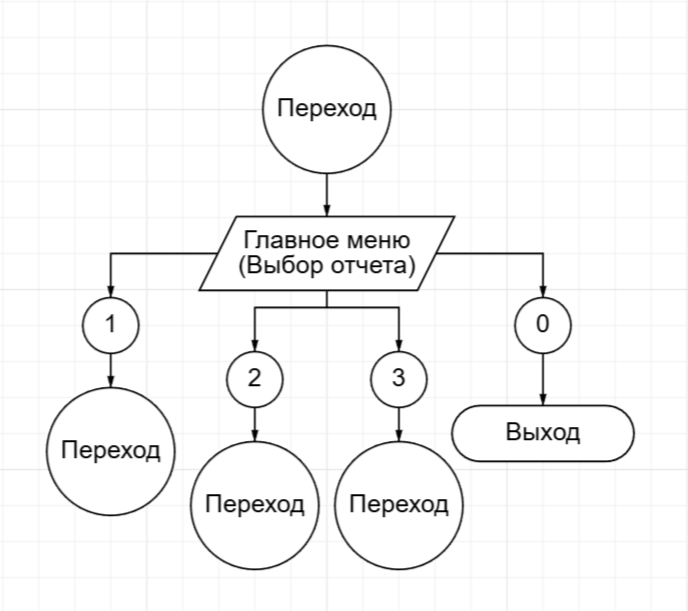 Переход
Главное меню
(Выбор отчета)
1
0
2
3
Выход
Переход
Переход
Переход